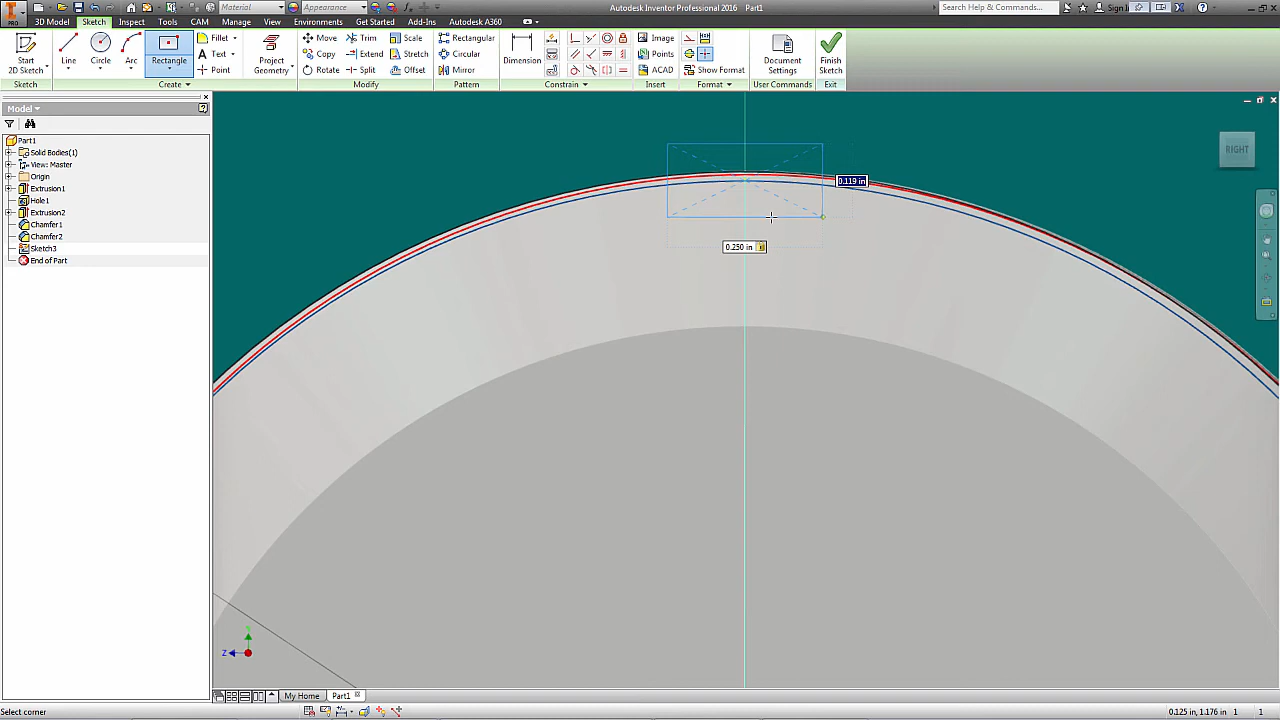 Material
Appearance
Autodesk Inventor Professional 2016 Part1
Search Help & Commands...
Sign I
PRO
3D Model
Sketch
Inspect
Tools
CAM
Manage
View
Environments
Get Started
Add-Ins
Autodesk A360
Start
2D Sketch
Line
Circle
Arc
Rectangle
Fillet
Text
Point
Project
Geometry
Move
Copy
Rotate
Trim
Extend
Split
Scale
Stretch
Offset
Rectangular
Circular
Mirror
Dimension
Image
Points
ACAD
Show Format
Document
Settings
Finish
Sketch
Sketch
Create
Modify
Pattern
Constrain
Insert
Format
User Commands
Exit
Model
Part1
Solid Bodies(1)
View: Master
Origin
Extrusion1
Hole1
Extrusion2
Chamfer1
Chamfer2
Sketch3
End of Part
RIGHT
0.119 in
0.250 in
Y
Z
My Home
Part1
Select corner
0.125 in, 1.176 in
1
1